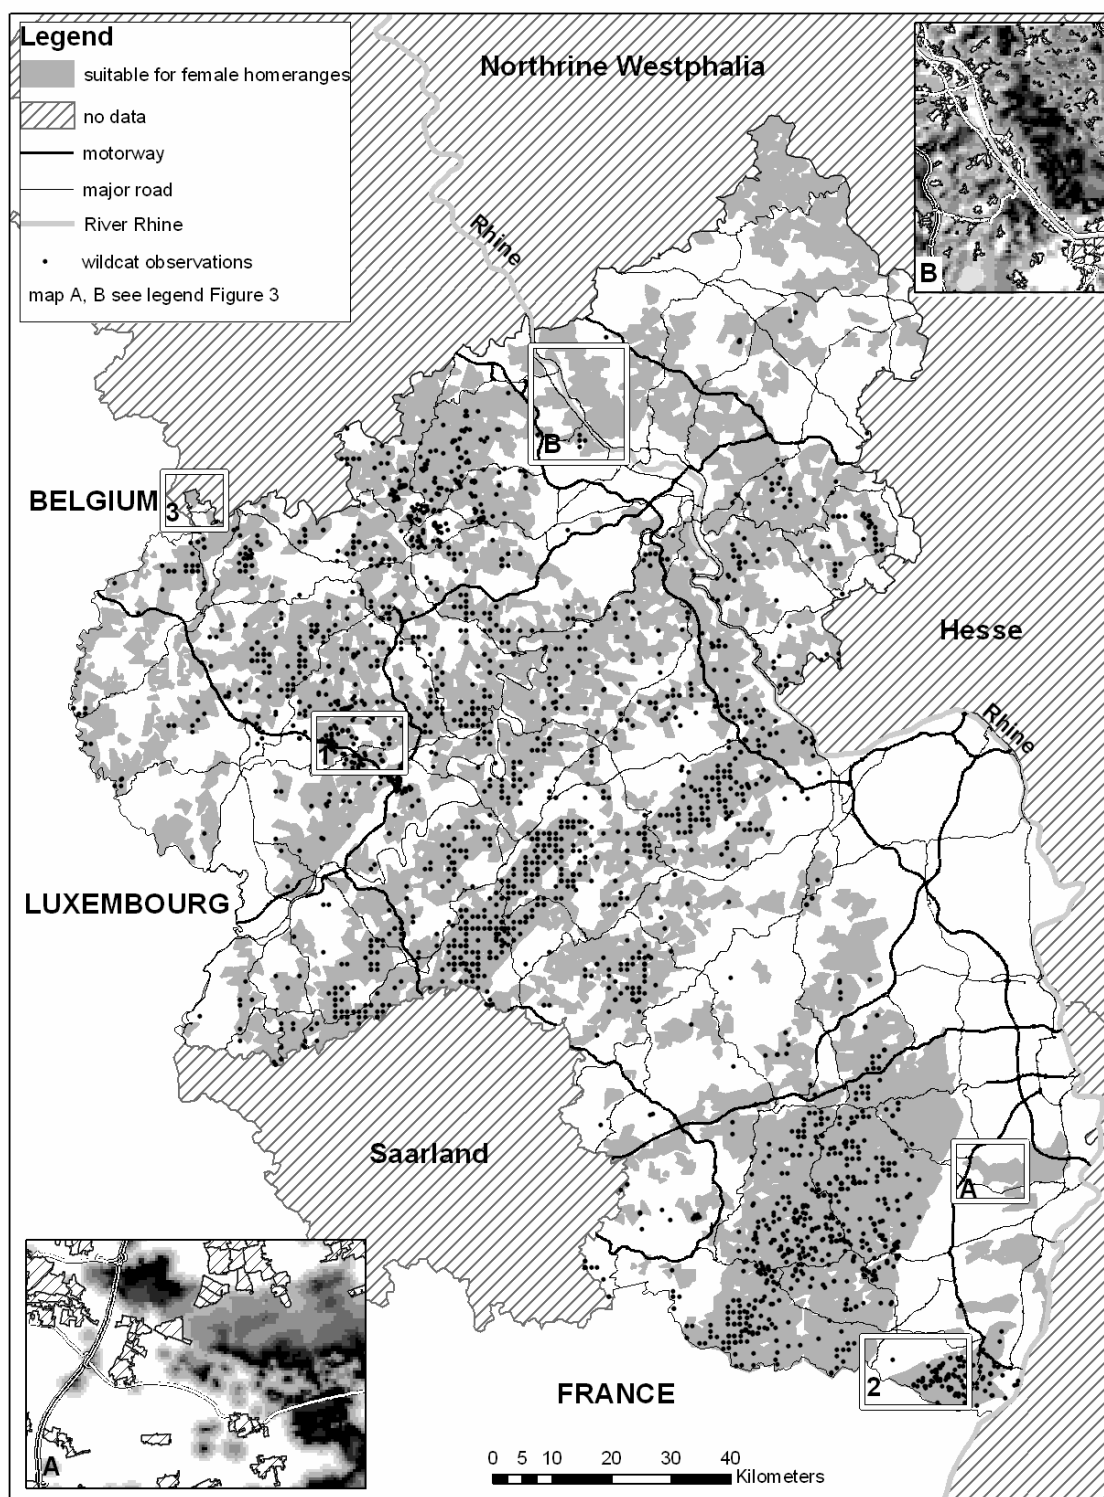 Legend
suitable for female homeranges
no data
motorway
major road
River Rhine
wildcat observations
map A, B see legend Figure 3
Northrine Westphalia
B
Rhine
B
BELGIUM
3
Hesse
Rhine
1
LUXEMBOURG
Saarland
A
2
FRANCE
A
0 5 10 20 30 40
Kilometers